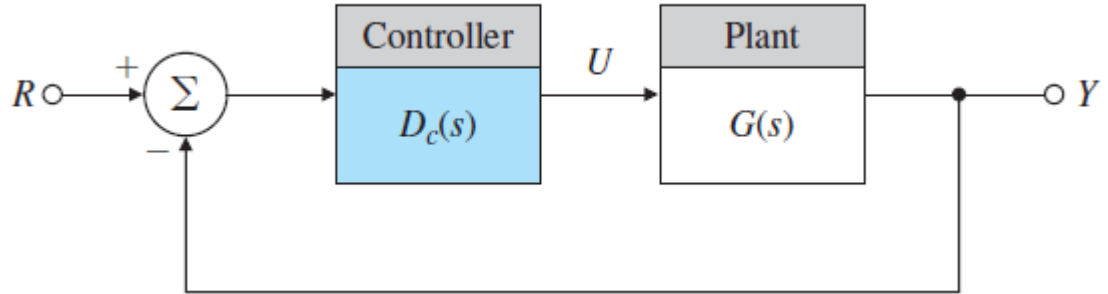 Controller
Plant
R
+
Σ
−
D_c(s)
U
G(s)
Y